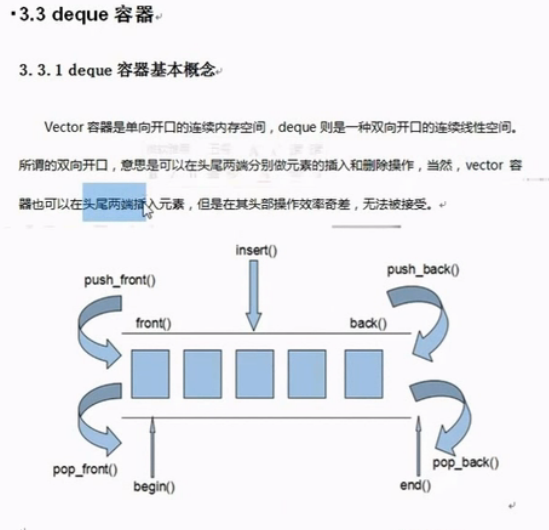 ·3.3 deque 容器
3.3.1 deque 容器基本概念
Vector 容器是单向开口的连续内存空间，deque 则是一种双向开口的连续线性空间。
所谓的双向开口，意思是可以在头尾两端分别做元素的插入和删除操作，当然，vector 容
器也可以在头尾两端插入元素，但是在其头部操作效率奇差，无法被接受。
insert()
push_front()
push_back()
front()
back()
pop_front()
pop_back()
begin()
end()